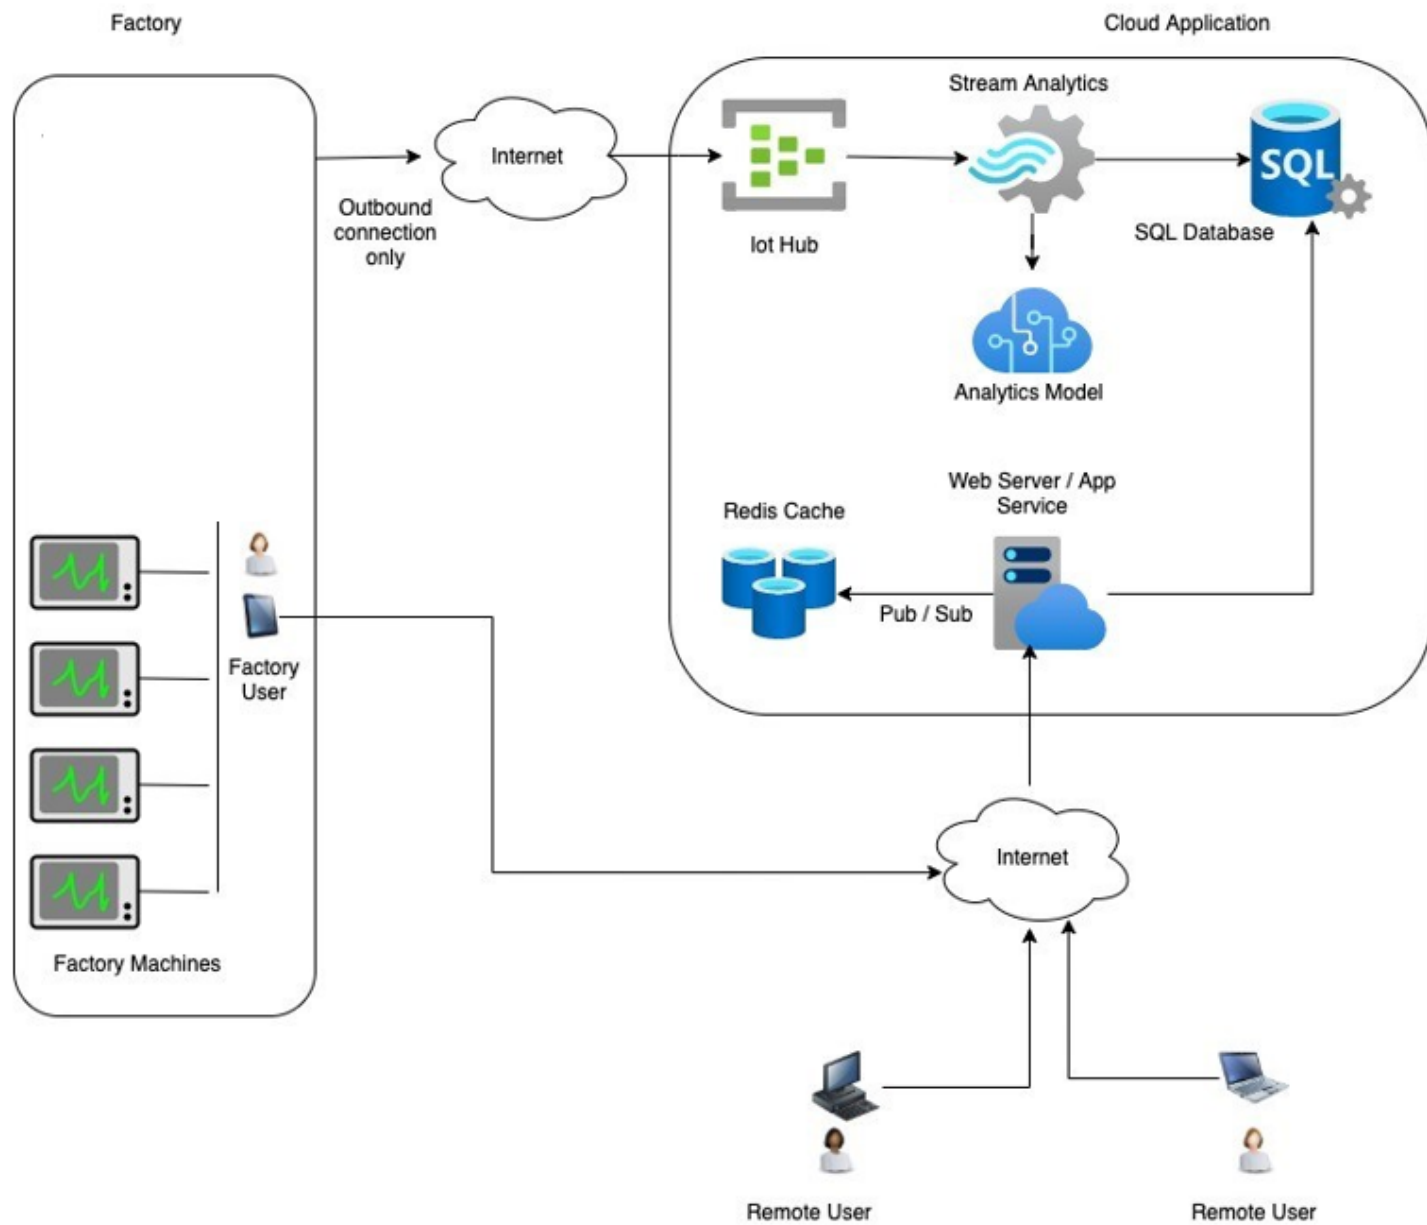 Factory
Cloud Application
Stream Analytics
Internet
SQL
Outbound
connection
only
Iot Hub
SQL Database
Analytics Model
Web Server / App
Service
Redis Cache
Pub / Sub
Factory
User
Internet
Factory Machines
Remote User
Remote User